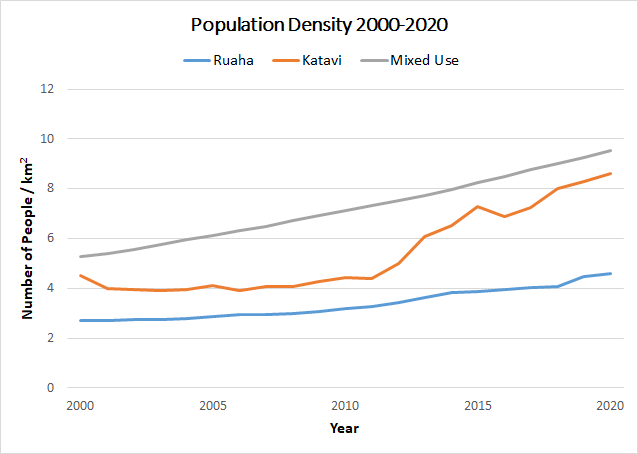 Population Density 2000-2020
Ruaha Katavi Mixed Use
12
10
8
6
4
2
0
Number of People / km²
2000 2005 2010 2015 2020
Year